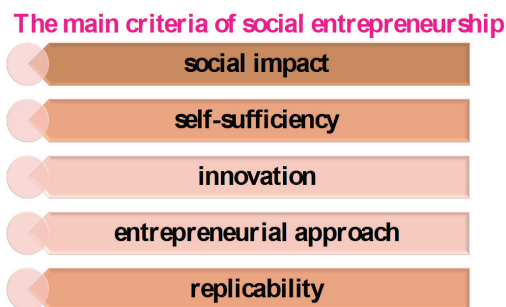 The main criteria of social entrepreneurship
social impact
self-sufficiency
innovation
entrepreneurial approach
replicability